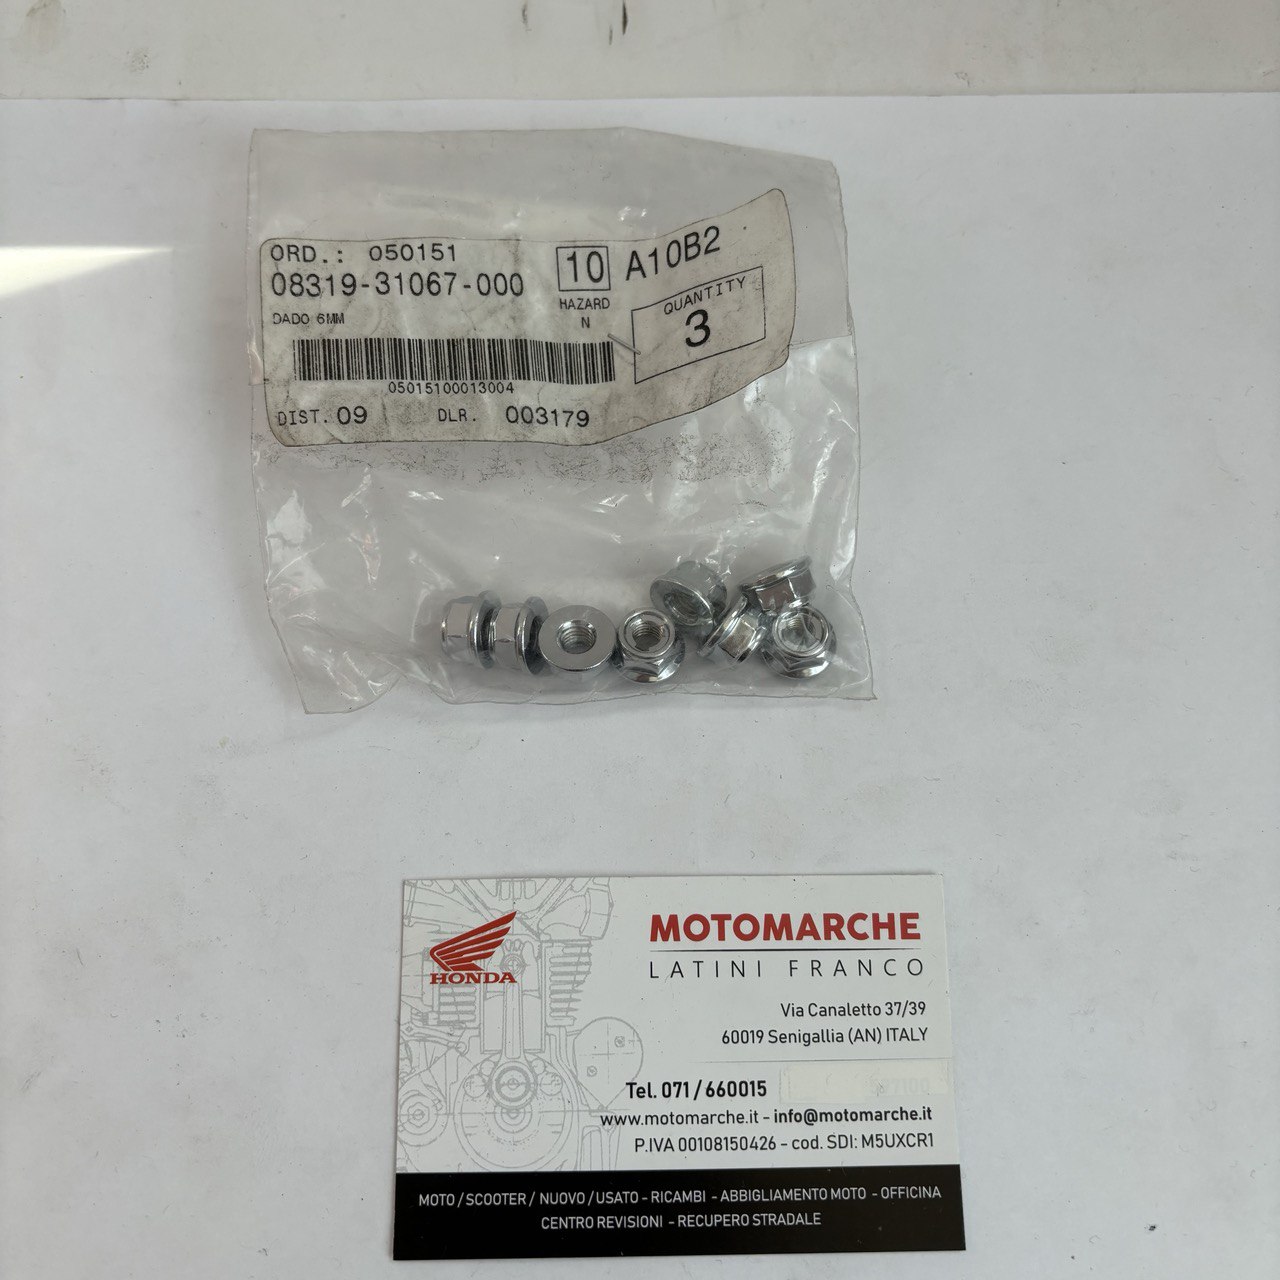 ORD.: 050151
08319-31067-000
DADO 6MM
10
HAZARD
N
A10B2
QUANTITY
3
05015100013004
DIST. 09 DLR. 003179
HONDA
MOTOMARCHE
LATINI FRANCO
Via Canaletto 37/39
60019 Senigallia (AN) ITALY
Tel. 071/660015
www.motomarche.it - info@motomarche.it
P.IVA 00108150426 - cod. SDI: M5UXCR1
MOTO / SCOOTER / NUOVO / USATO - RICAMBI - ABBIGLIAMENTO MOTO - OFFICINA
CENTRO REVISIONI - RECUPERO STRADALE